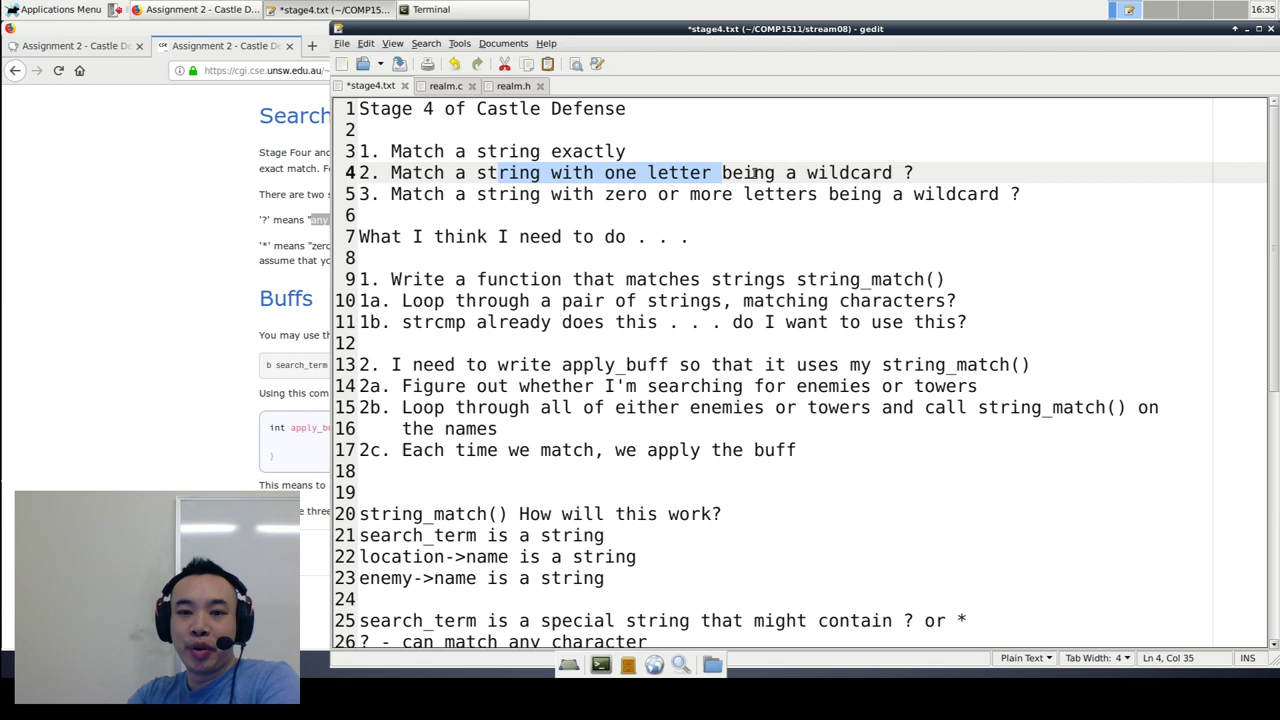 Applications Menu
Assignment 2 - Castle D...
*stage4.txt (~/COMP15...
Terminal
16:35
*stage4.txt (~/COMP1511/stream08) - gedit
Assignment 2 - Castle De
Assignment 2 - Castle D
https://cgi.cse.unsw.edu.au/~
File Edit View Search Tools Documents Help
*stage4.txt
realm.c
realm.h
Search
Stage Four and
exact match. F
There are two s
'?' means "any
'*' means "zero
assume that yo
Buffs
You may use th
b search_term
Using this com
int apply_bu
}
This means to
three
1 Stage 4 of Castle Defense
2
3 1. Match a string exactly
4 2. Match a string with one letter being a wildcard ?
5 3. Match a string with zero or more letters being a wildcard ?
6
7 What I think I need to do . . .
8
9 1. Write a function that matches strings string_match()
10 1a. Loop through a pair of strings, matching characters?
11 1b. strcmp already does this . . . do I want to use this?
12
13 2. I need to write apply_buff so that it uses my string_match()
14 2a. Figure out whether I'm searching for enemies or towers
15 2b. Loop through all of either enemies or towers and call string_match() on
16 the names
17 2c. Each time we match, we apply the buff
18
19
20 string_match() How will this work?
21 search_term is a string
22 location->name is a string
23 enemy->name is a string
24
25 search_term is a special string that might contain ? or *
26 ? - can match any character
Plain Text
Tab Width: 4
Ln 4, Col 35
INS